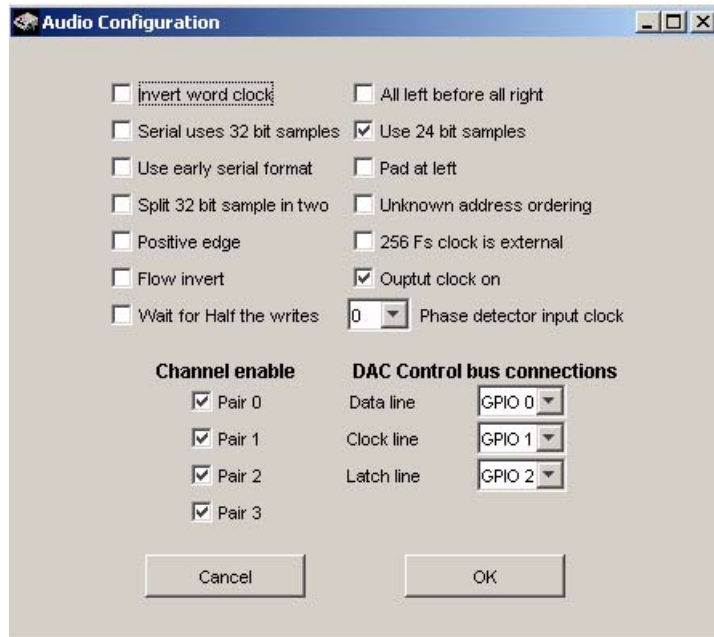 Audio Configuration
Invert word clock
All left before all right
Serial uses 32 bit samples
Use 24 bit samples
Use early serial format
Pad at left
Split 32 bit sample in two
Unknown address ordering
Positive edge
256 Fs clock is external
Flow invert
Ouptut clock on
Wait for Half the writes
0 Phase detector input clock
Channel enable
Pair 0
Pair 1
Pair 2
Pair 3
DAC Control bus connections
Data line GPIO 0
Clock line GPIO 1
Latch line GPIO 2
Cancel
OK